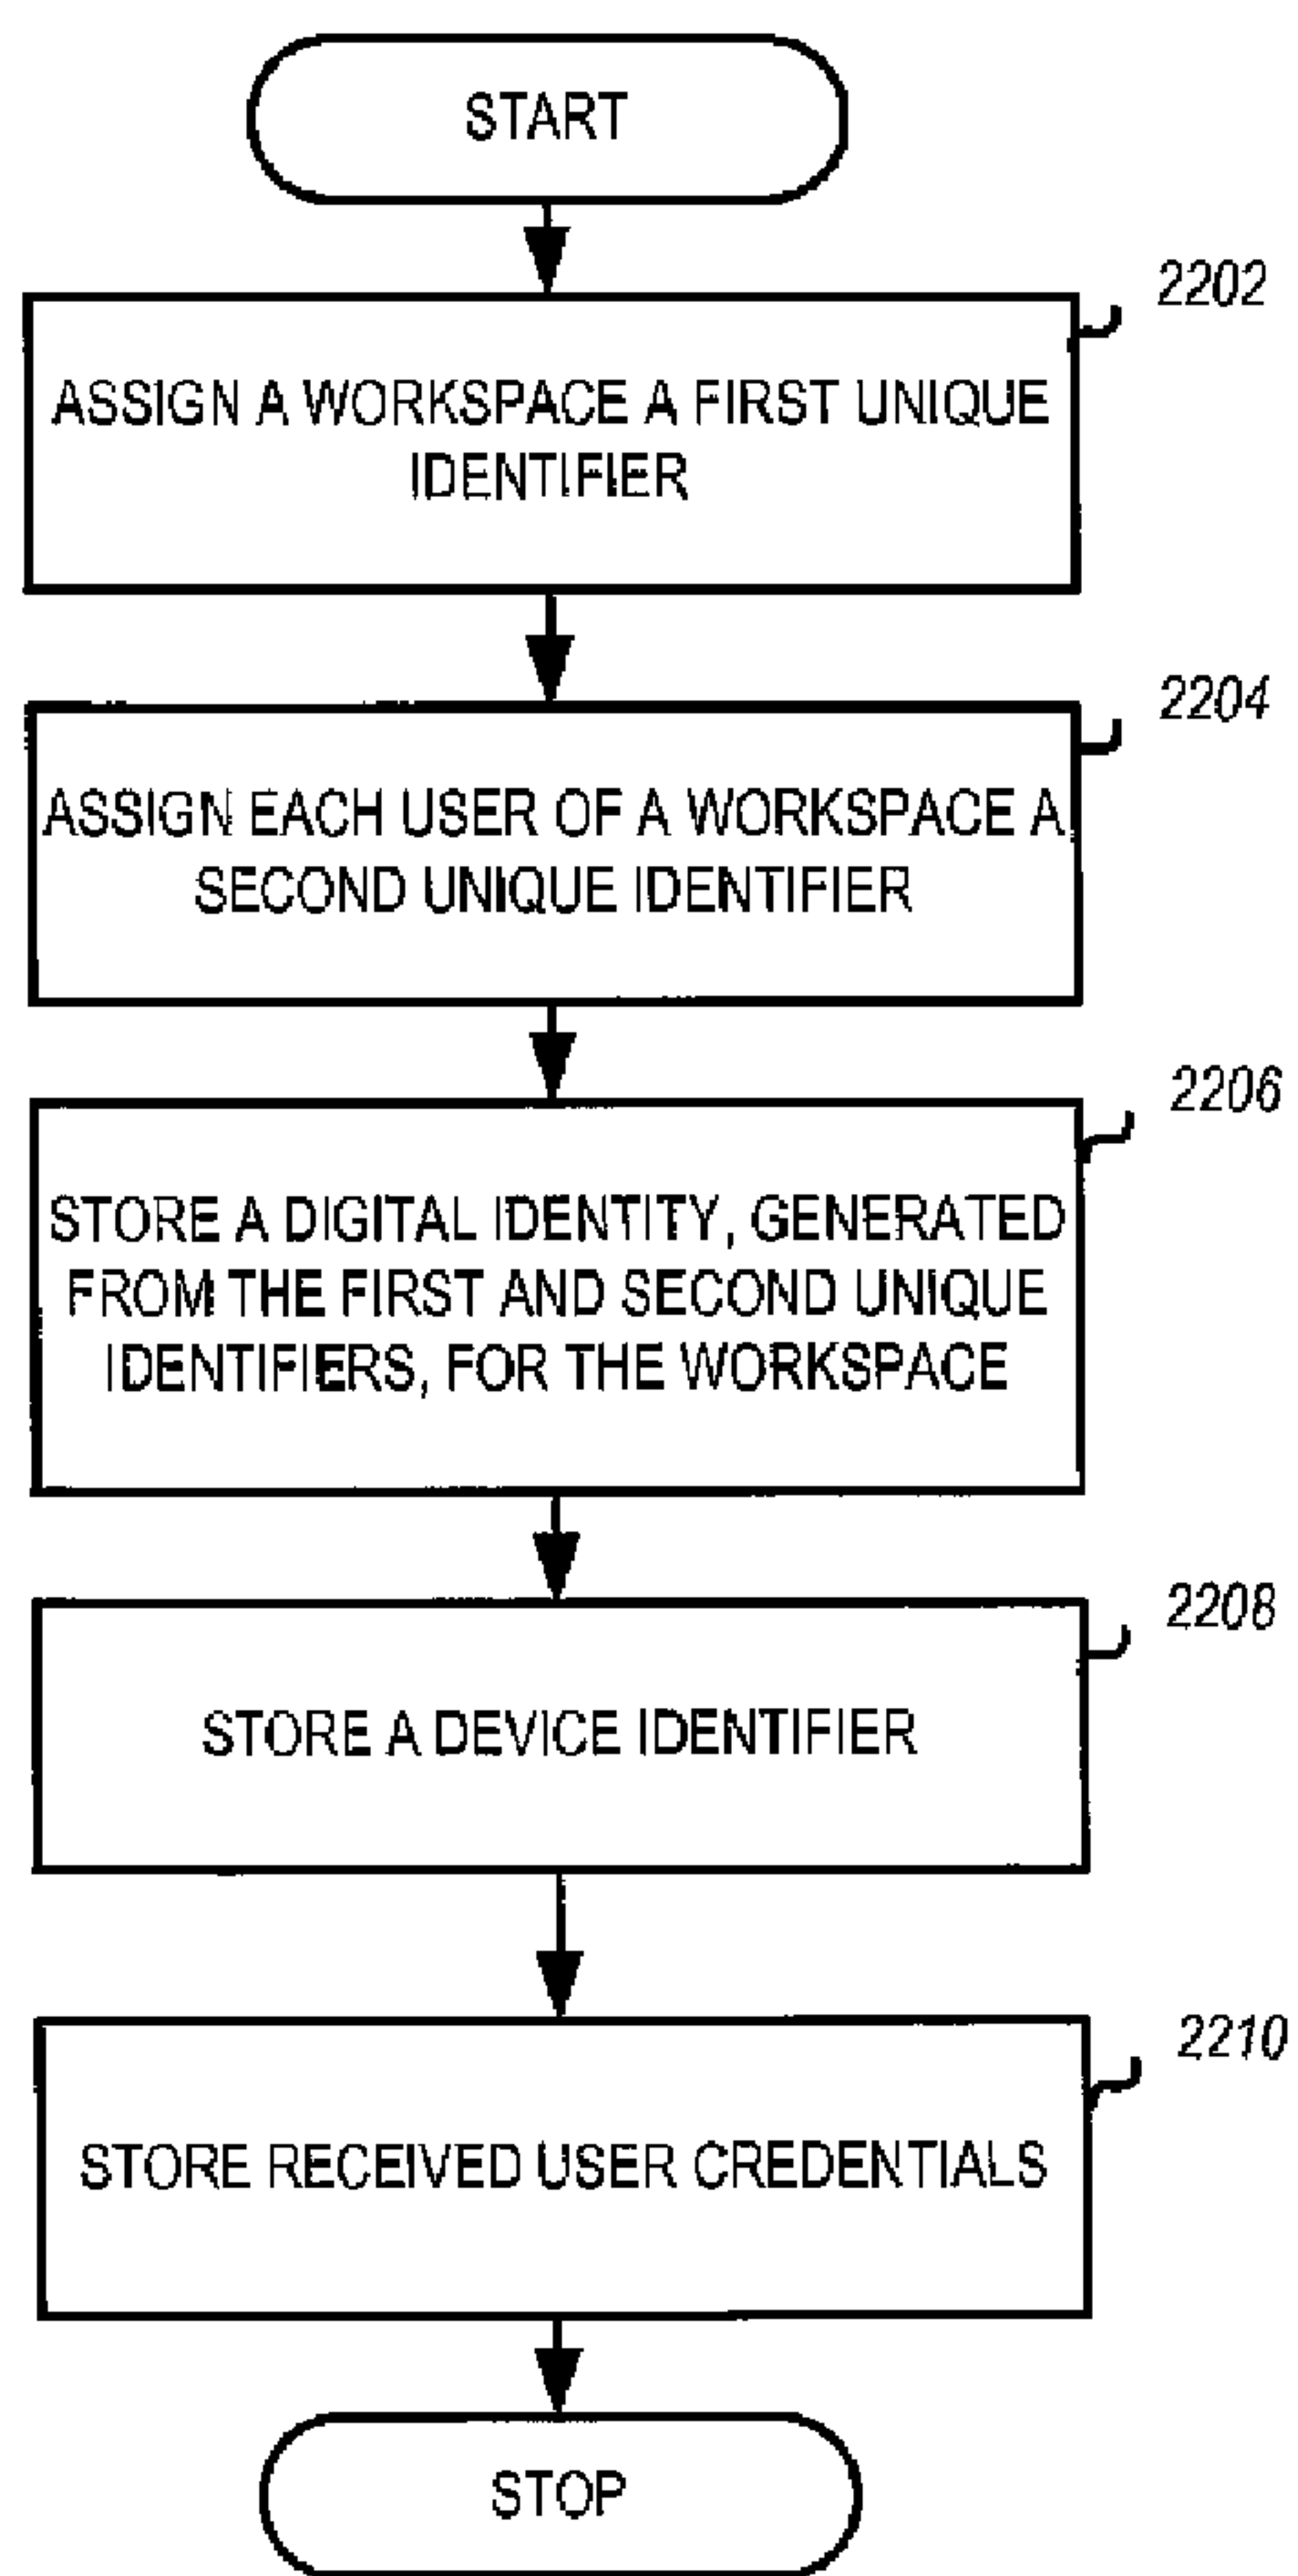 START
2202
ASSIGN A WORKSPACE A FIRST UNIQUE
IDENTIFIER
2204
ASSIGN EACH USER OF A WORKSPACE A
SECOND UNIQUE IDENTIFIER
2206
STORE A DIGITAL IDENTITY, GENERATED
FROM THE FIRST AND SECOND UNIQUE
IDENTIFIERS, FOR THE WORKSPACE
2208
STORE A DEVICE IDENTIFIER
2210
STORE RECEIVED USER CREDENTIALS
STOP